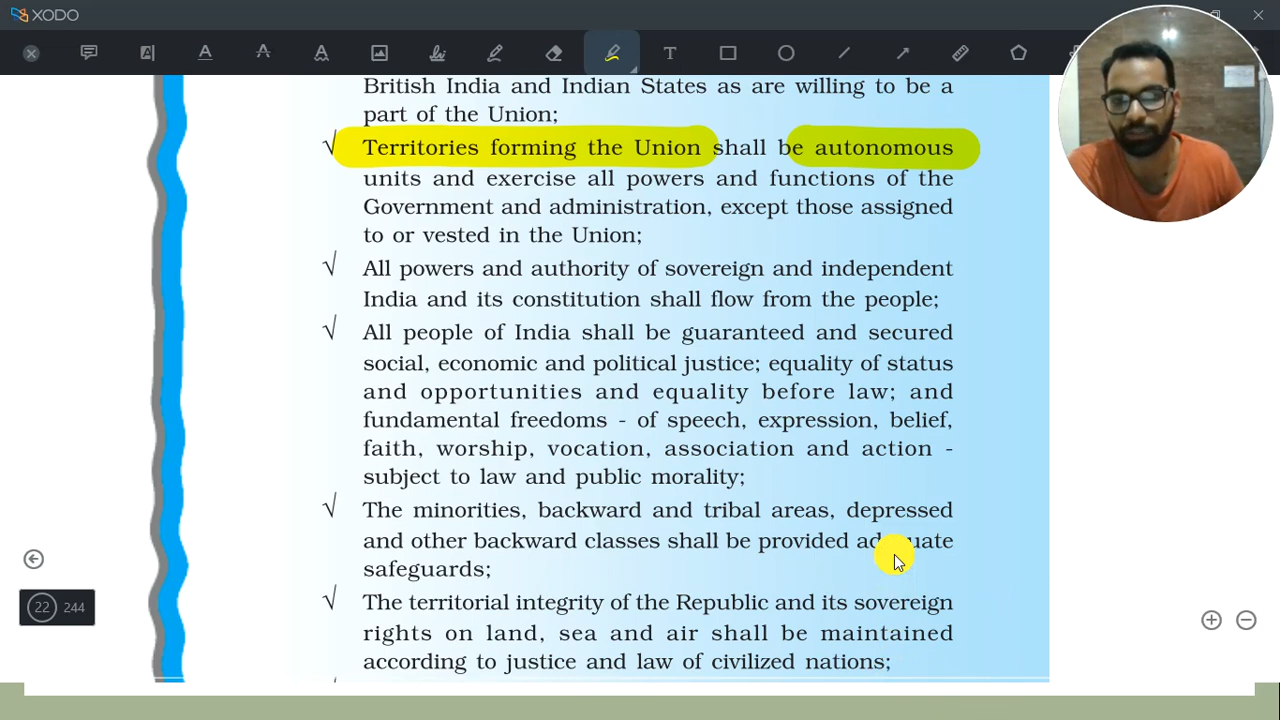 XODO
British India and Indian States as are willing to be a
part of the Union;
√ Territories forming the Union shall be autonomous
units and exercise all powers and functions of the
Government and administration, except those assigned
to or vested in the Union;
√ All powers and authority of sovereign and independent
India and its constitution shall flow from the people;
√ All people of India shall be guaranteed and secured
social, economic and political justice; equality of status
and opportunities and equality before law; and
fundamental freedoms - of speech, expression, belief,
faith, worship, vocation, association and action -
subject to law and public morality;
√ The minorities, backward and tribal areas, depressed
and other backward classes shall be provided adequate
safeguards;
√ The territorial integrity of the Republic and its sovereign
rights on land, sea and air shall be maintained
according to justice and law of civilized nations;
22 244